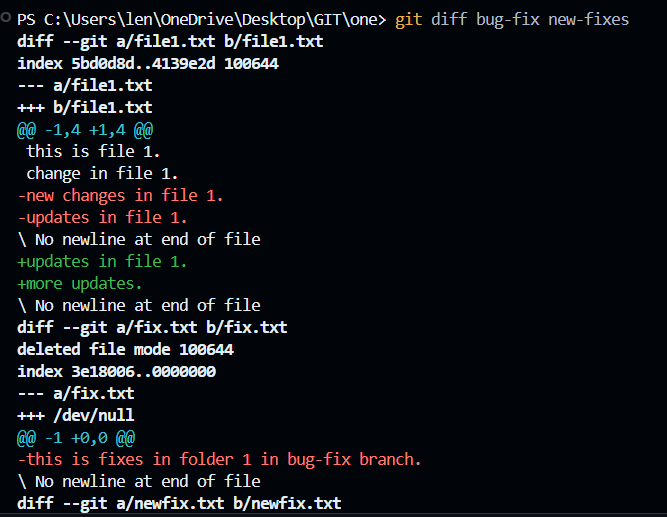 PS C:\Users\len\OneDrive\Desktop\GIT\one> git diff bug-fix new-fixes
diff --git a/file1.txt b/file1.txt
index 5bd0d8d..4139e2d 100644
--- a/file1.txt
+++ b/file1.txt
@@ -1,4 +1,4 @@
 this is file 1.
 change in file 1.
-new changes in file 1.
-updates in file 1.
\ No newline at end of file
+updates in file 1.
+more updates.
\ No newline at end of file
diff --git a/fix.txt b/fix.txt
deleted file mode 100644
index 3e18006..0000000
--- a/fix.txt
+++ /dev/null
@@ -1 +0,0 @@
-this is fixes in folder 1 in bug-fix branch.
\ No newline at end of file
diff --git a/newfix.txt b/newfix.txt